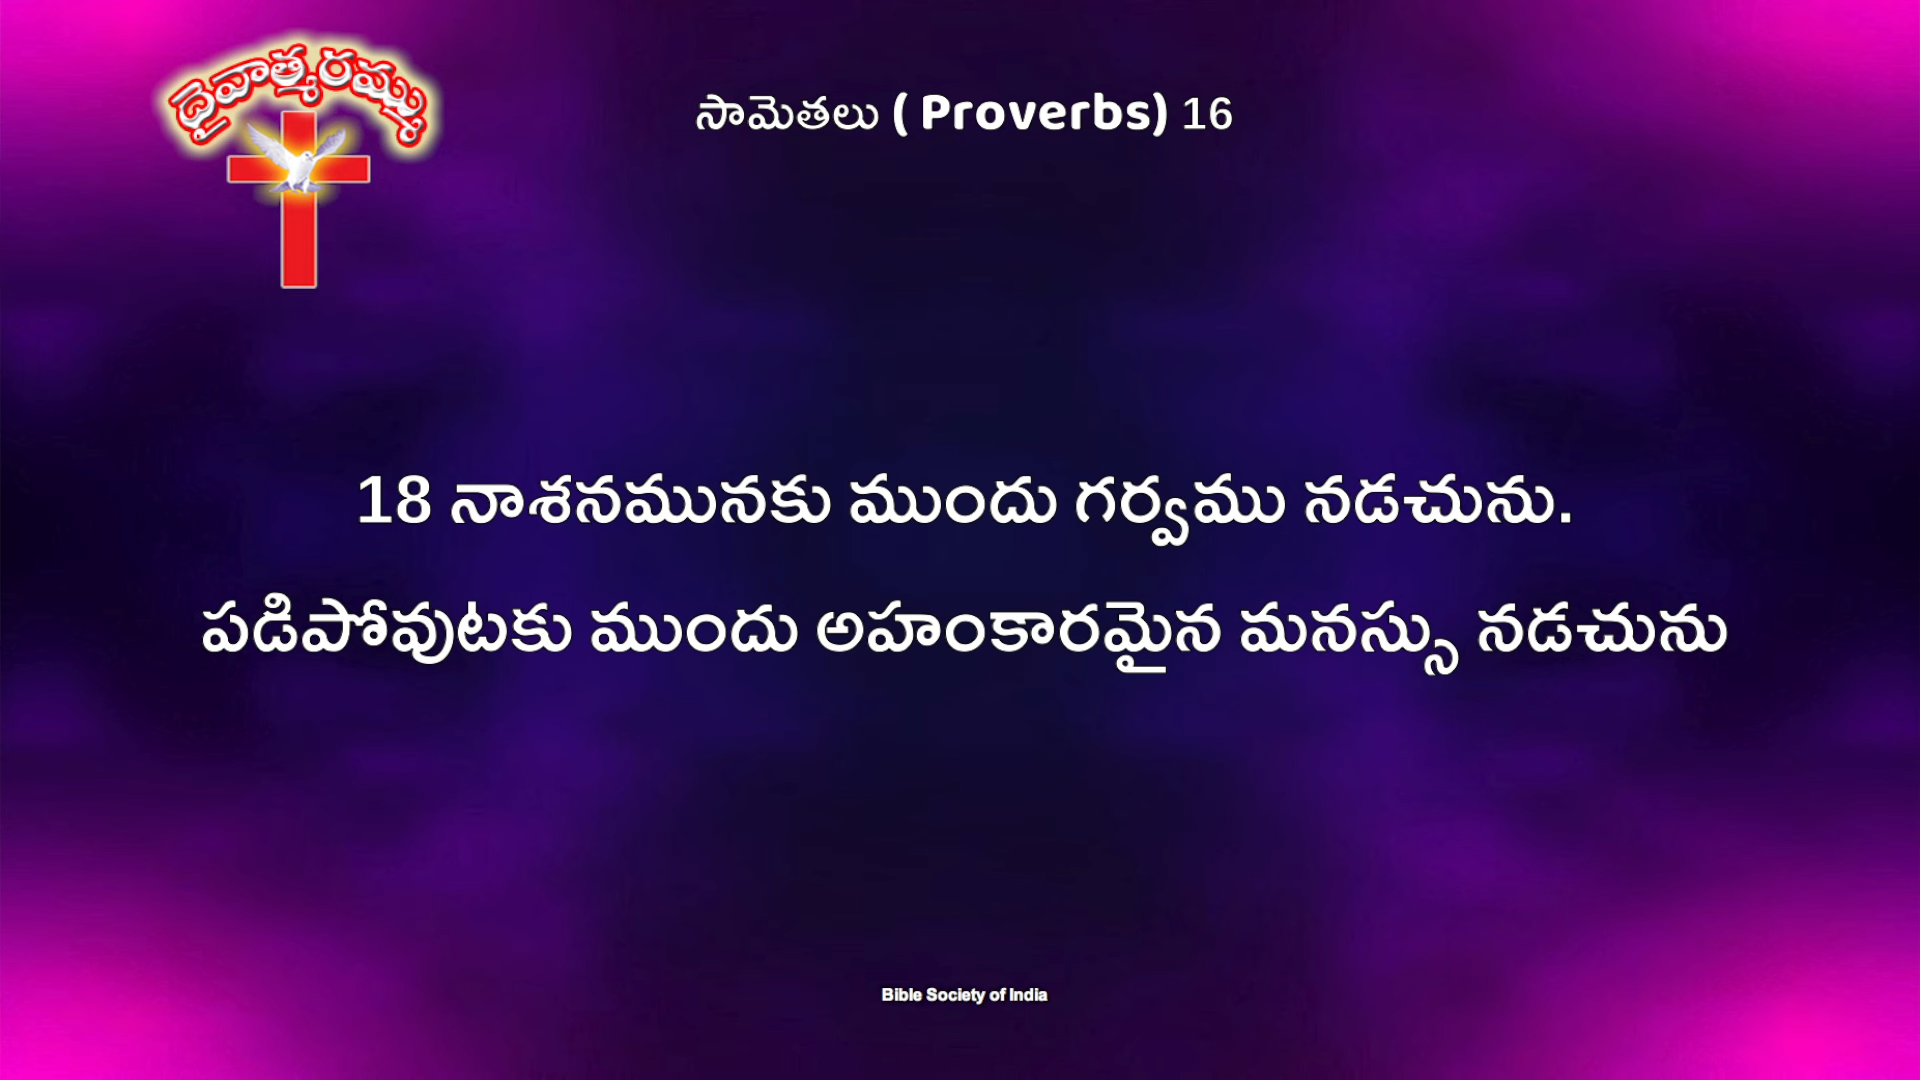 దైవాత్మరమ్ము
సామెతలు ( Proverbs) 16
18 నాశనమునకు ముందు గర్వము నడచును.
పడిపోవుటకు ముందు అహంకారమైన మనస్సు నడచును
Bible Society of India